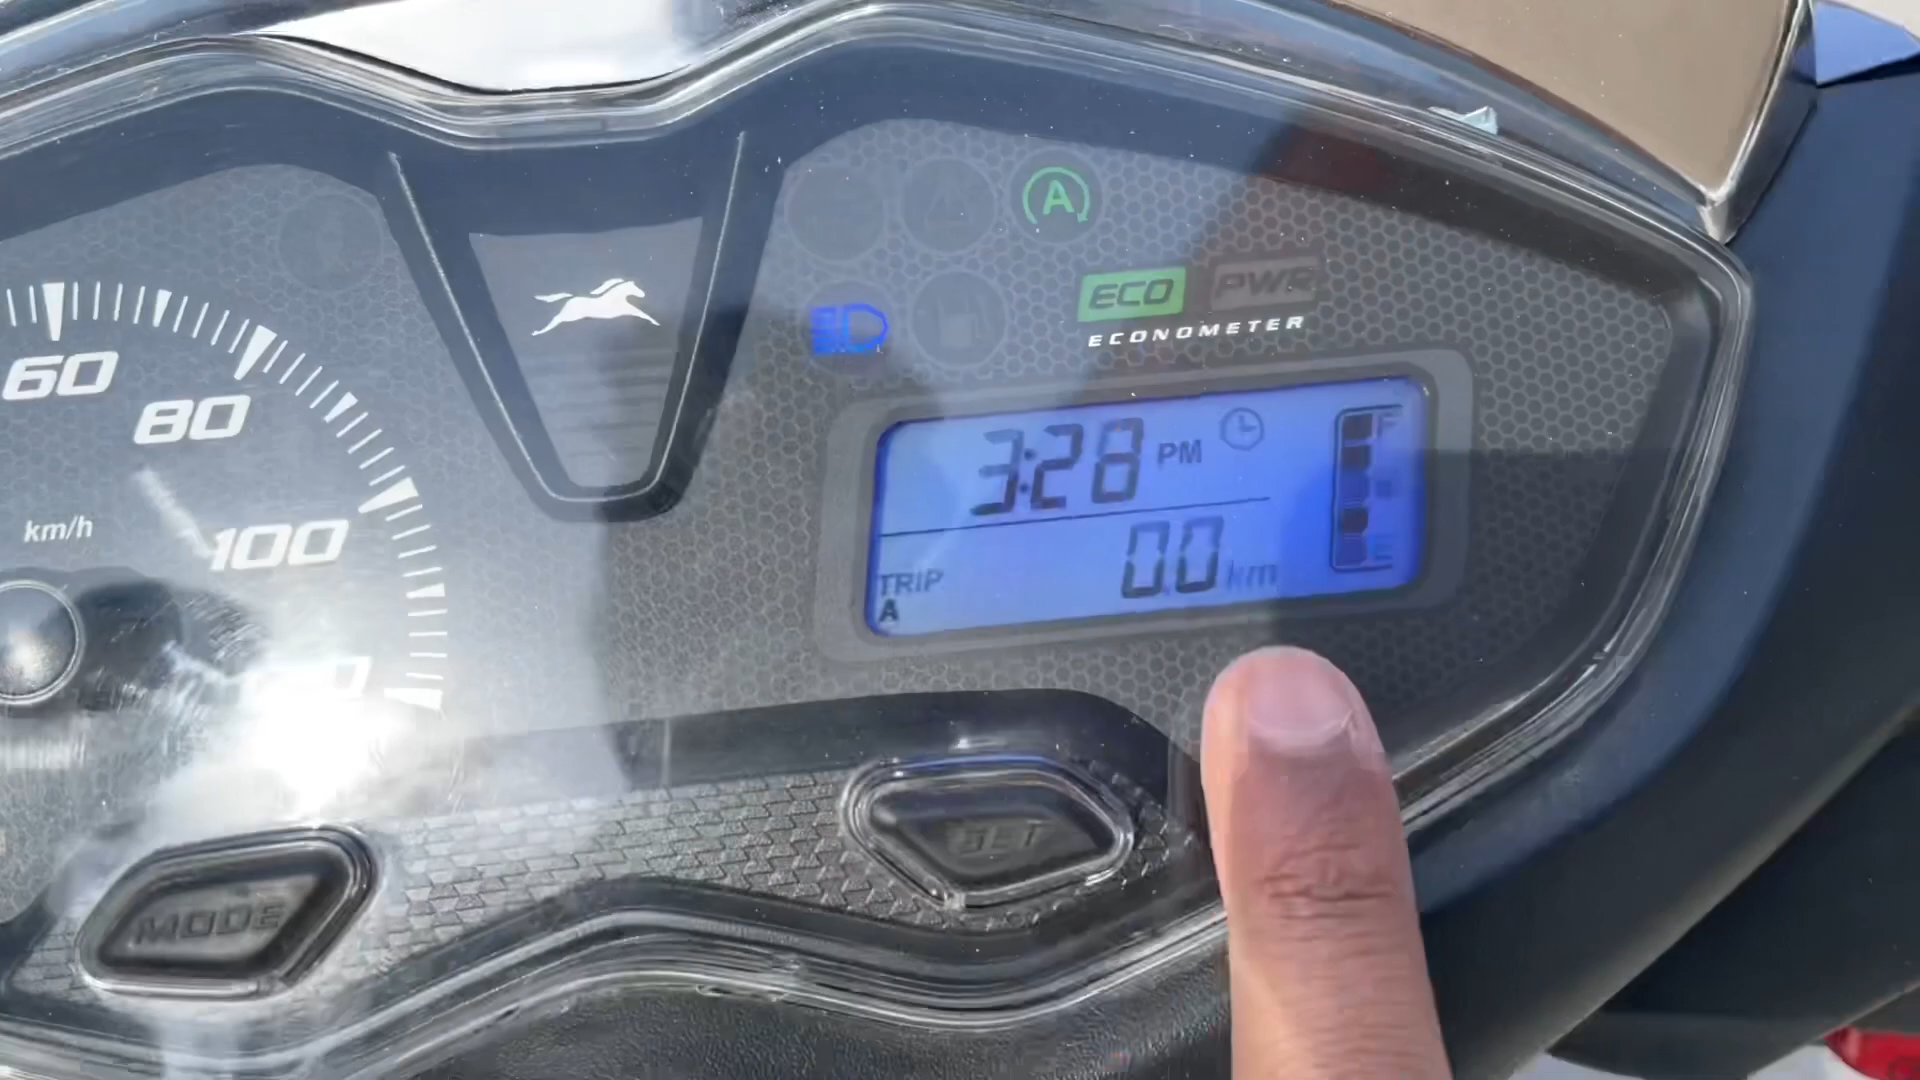 A
ECO PWR
ECONOMETER
60
80
100
km/h
3:28 PM
F
TRIP
A
0.0 km
E
SET
MODE